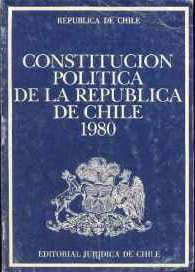 REPUBLICA DE CHILE
CONSTITUCION
POLITICA
DE LA REPUBLICA
DE CHILE
1980
EDITORIAL JURIDICA DE CHILE